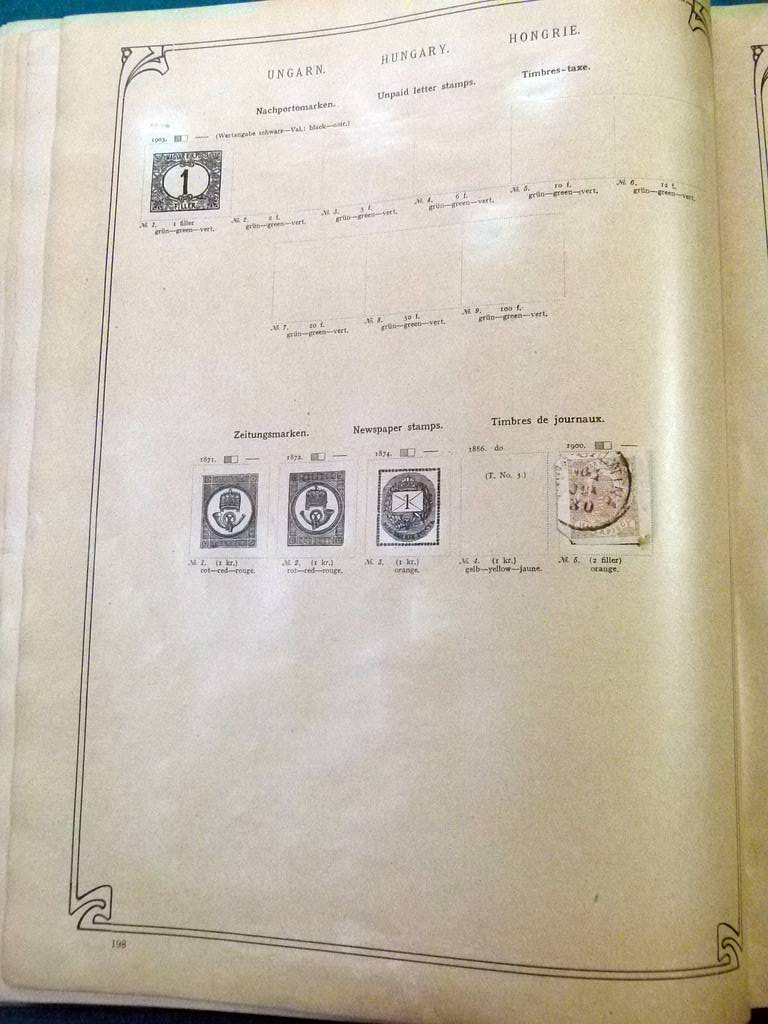 UNGARN. HUNGARY. HONGRIE.
Nachportomarken. Unpaid letter stamps. Timbres-taxe.
1903. — (Wertangabe schwarz—Val.: black—noir.)
1
FILLER
№ 1. 1 filler
grün—green—vert.
№ 2. 2 f.
grün—green—vert.
№ 3. 5 f.
grün—green—vert.
№ 4. 6 f.
grün—green—vert.
№ 5. 10 f.
grün—green—vert.
№ 6. 12 f.
grün—green—vert.
№ 7. 20 f.
grün—green—vert.
№ 8. 50 f.
grün—green—vert.
№ 9. 100 f.
grün—green—vert.
Zeitungsmarken. Newspaper stamps. Timbres de journaux.
1871. —
1872. —
1874. —
1886. do
1900. —
(T. No. 3.)
1
№ 1. (1 kr.)
rot—red—rouge.
№ 2. (1 kr.)
rot—red—rouge.
№ 3. (1 kr.)
orange.
№ 4. (1 kr.)
gelb—yellow—jaune.
№ 5. (2 filler)
orange.
198